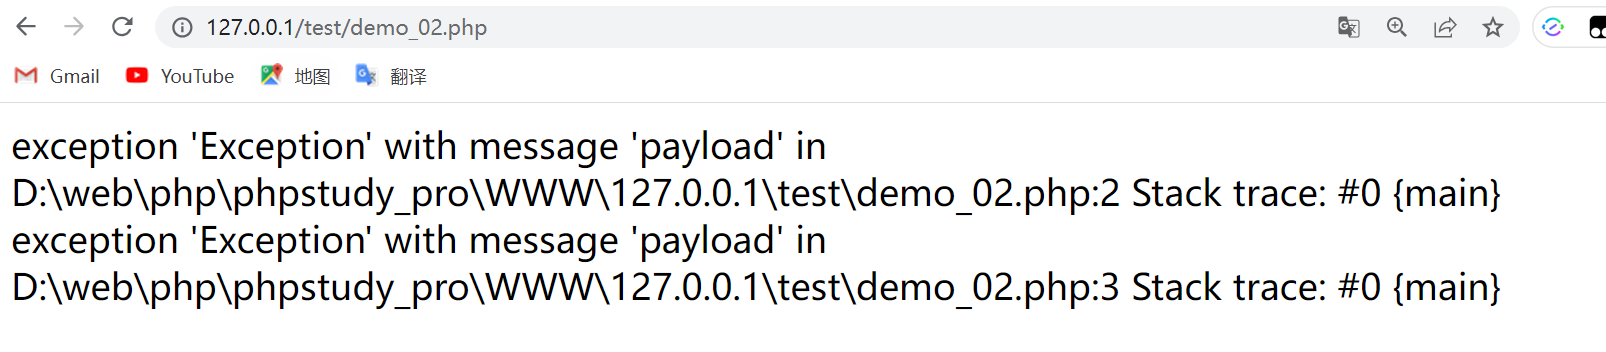 127.0.0.1/test/demo_02.php
Gmail YouTube 地图 翻译
exception 'Exception' with message 'payload' in
D:\web\php\phpstudy_pro\WWW\127.0.0.1\test\demo_02.php:2 Stack trace: #0 {main}
exception 'Exception' with message 'payload' in
D:\web\php\phpstudy_pro\WWW\127.0.0.1\test\demo_02.php:3 Stack trace: #0 {main}